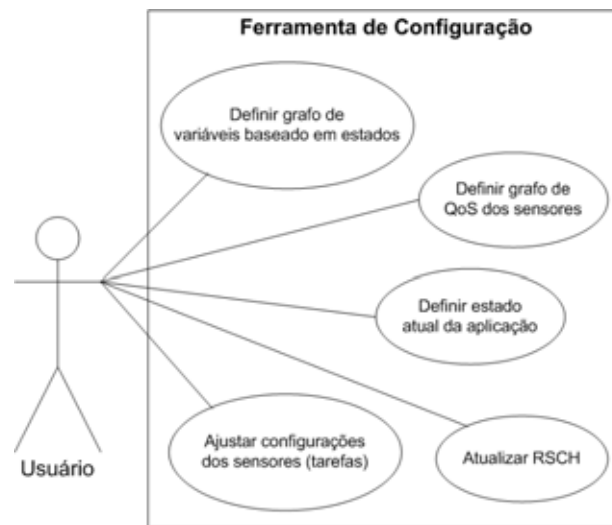 Ferramenta de Configuração
Definir grafo de
variáveis baseado em estados
Definir grafo de
QoS dos sensores
Definir estado
atual da aplicação
Ajustar configurações
dos sensores (tarefas)
Atualizar RSCH
Usuário